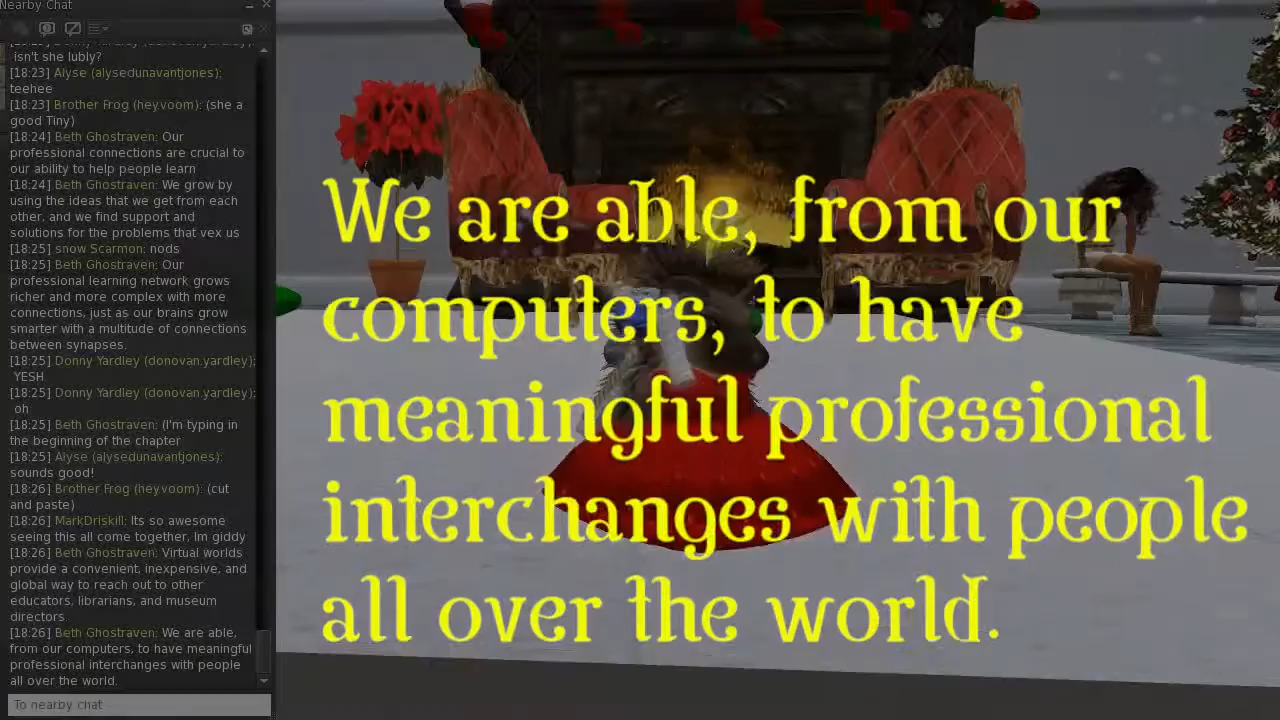 Nearby Chat
isn't she lubly?
[18:23] Alyse (alysedunavantjones):
teehee
[18:23] Brother Frog (hey.voom): (she a
good Tiny)
[18:24] Beth Ghostraven: Our
professional connections are crucial to
our ability to help people learn
[18:24] Beth Ghostraven: We grow by
using the ideas that we get from each
other, and we find support and
solutions for the problems that vex us
[18:25] snow Scarmon: nods
[18:25] Beth Ghostraven: Our
professional learning network grows
richer and more complex with more
connections, just as our brains grow
smarter with a multitude of connections
between synapses.
[18:25] Donny Yardley (donovan.yardley):
YESH
[18:25] Donny Yardley (donovan.yardley):
oh
[18:25] Beth Ghostraven: (I'm typing in
the beginning of the chapter
[18:25] Alyse (alysedunavantjones):
sounds good!
[18:26] Brother Frog (hey.voom): (cut
and paste)
[18:26] MarkDriskill: Its so awesome
seeing this all come together, Im giddy
[18:26] Beth Ghostraven: Virtual worlds
provide a convenient, inexpensive, and
global way to reach out to other
educators, librarians, and museum
directors.
[18:26] Beth Ghostraven: We are able,
from our computers, to have meaningful
professional interchanges with people
all over the world.
To nearby chat
We are able, from our
computers, to have
meaningful professional
interchanges with people
all over the world.